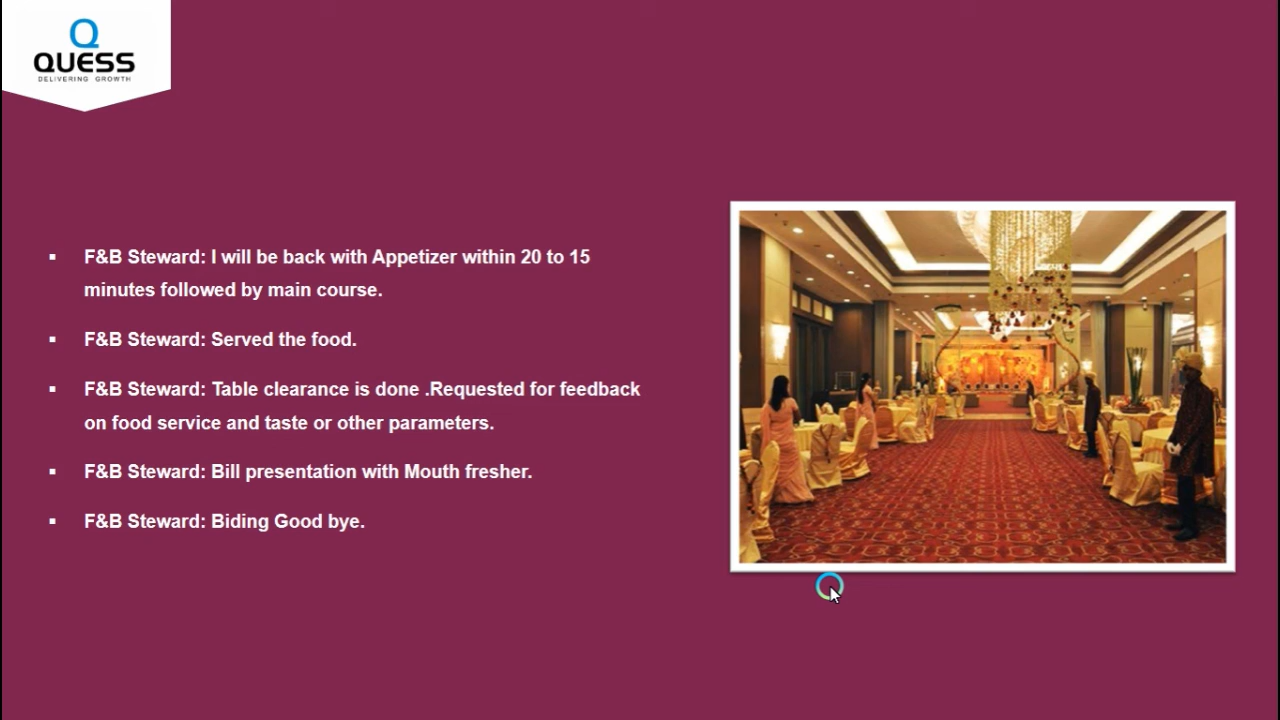 Q
QUESS
DELIVERING GROWTH
▪ F&B Steward: I will be back with Appetizer within 20 to 15
minutes followed by main course.
▪ F&B Steward: Served the food.
▪ F&B Steward: Table clearance is done .Requested for feedback
on food service and taste or other parameters.
▪ F&B Steward: Bill presentation with Mouth fresher.
▪ F&B Steward: Biding Good bye.